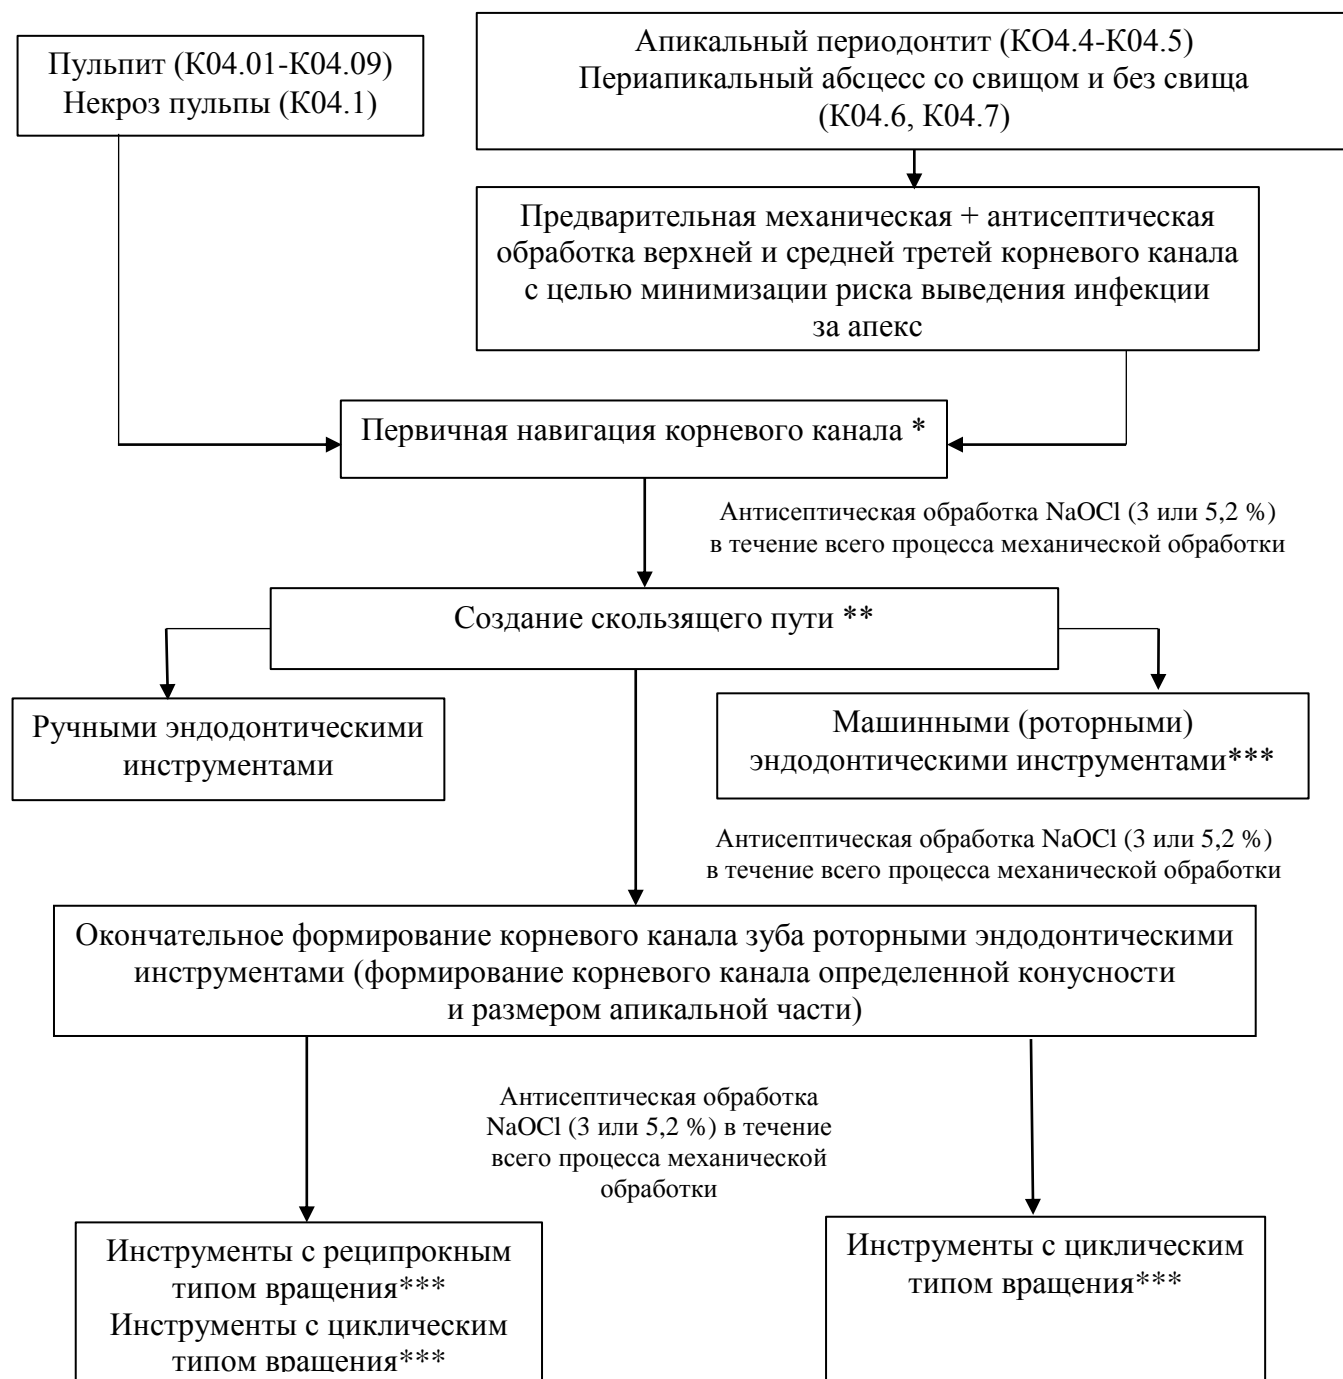 Пульпит (К04.01-К04.09)
Некроз пульпы (К04.1)
Апикальный периодонтит (КО4.4-К04.5)
Периапикальный абсцесс со свищом и без свища
(К04.6, К04.7)
Предварительная механическая + антисептическая
обработка верхней и средней третей корневого канала
с целью минимизации риска выведения инфекции
за апекс
Первичная навигация корневого канала *
Антисептическая обработка NaOCl (3 или 5,2 %)
в течение всего процесса механической обработки
Создание скользящего пути **
Ручными эндодонтическими
инструментами
Машинными (роторными)
эндодонтическими инструментами***
Антисептическая обработка NaOCl (3 или 5,2 %)
в течение всего процесса механической обработки
Окончательное формирование корневого канала зуба роторными эндодонтическими
инструментами (формирование корневого канала определенной конусности
и размером апикальной части)
Антисептическая обработка
NaOCl (3 или 5,2 %) в течение
всего процесса механической
обработки
Инструменты с реципрокным
типом вращения***
Инструменты с циклическим
типом вращения***
Инструменты с циклическим
типом вращения***